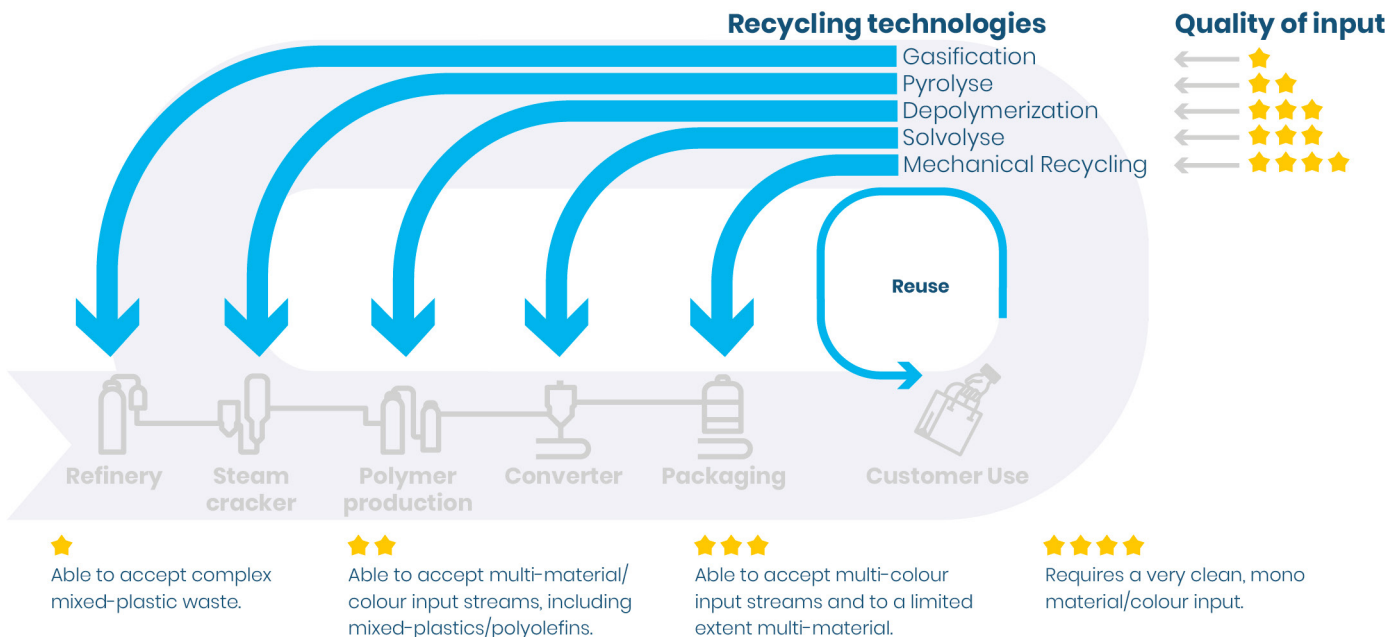 Recycling technologies
Quality of input
Gasification
Pyrolyse
Depolymerization
Solvolyse
Mechanical Recycling
Reuse
Refinery
Steam
cracker
Polymer
production
Converter
Packaging
Customer Use
Able to accept complex
mixed-plastic waste.
Able to accept multi-material/
colour input streams, including
mixed-plastics/polyolefins.
Able to accept multi-colour
input streams and to a limited
extent multi-material.
Requires a very clean, mono
material/colour input.